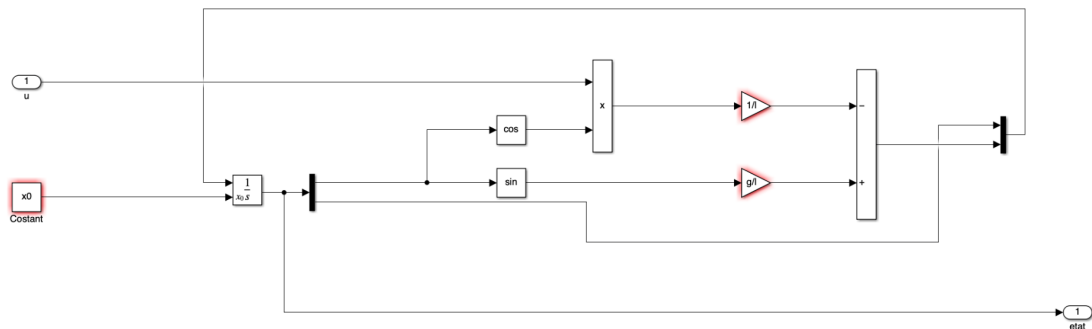 1
u
x
1/l
−
cos
x0
Costant
1
x₀ s
sin
g/l
+
1
etat